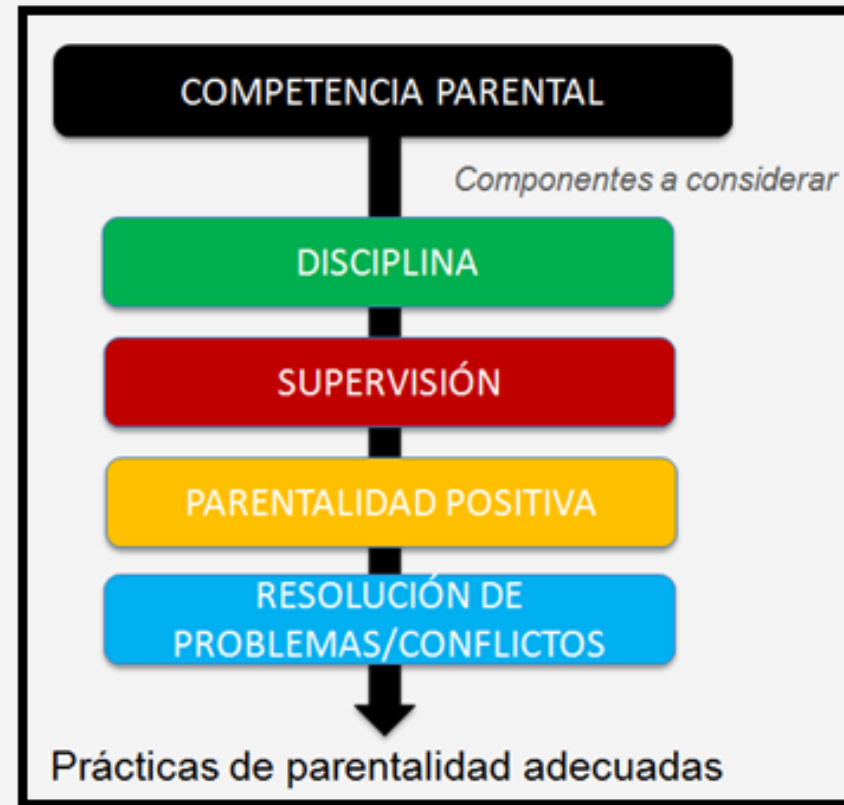 COMPETENCIA PARENTAL
Componentes a considerar
DISCIPLINA
SUPERVISIÓN
PARENTALIDAD POSITIVA
RESOLUCIÓN DE
PROBLEMAS/CONFLICTOS
Prácticas de parentalidad adecuadas